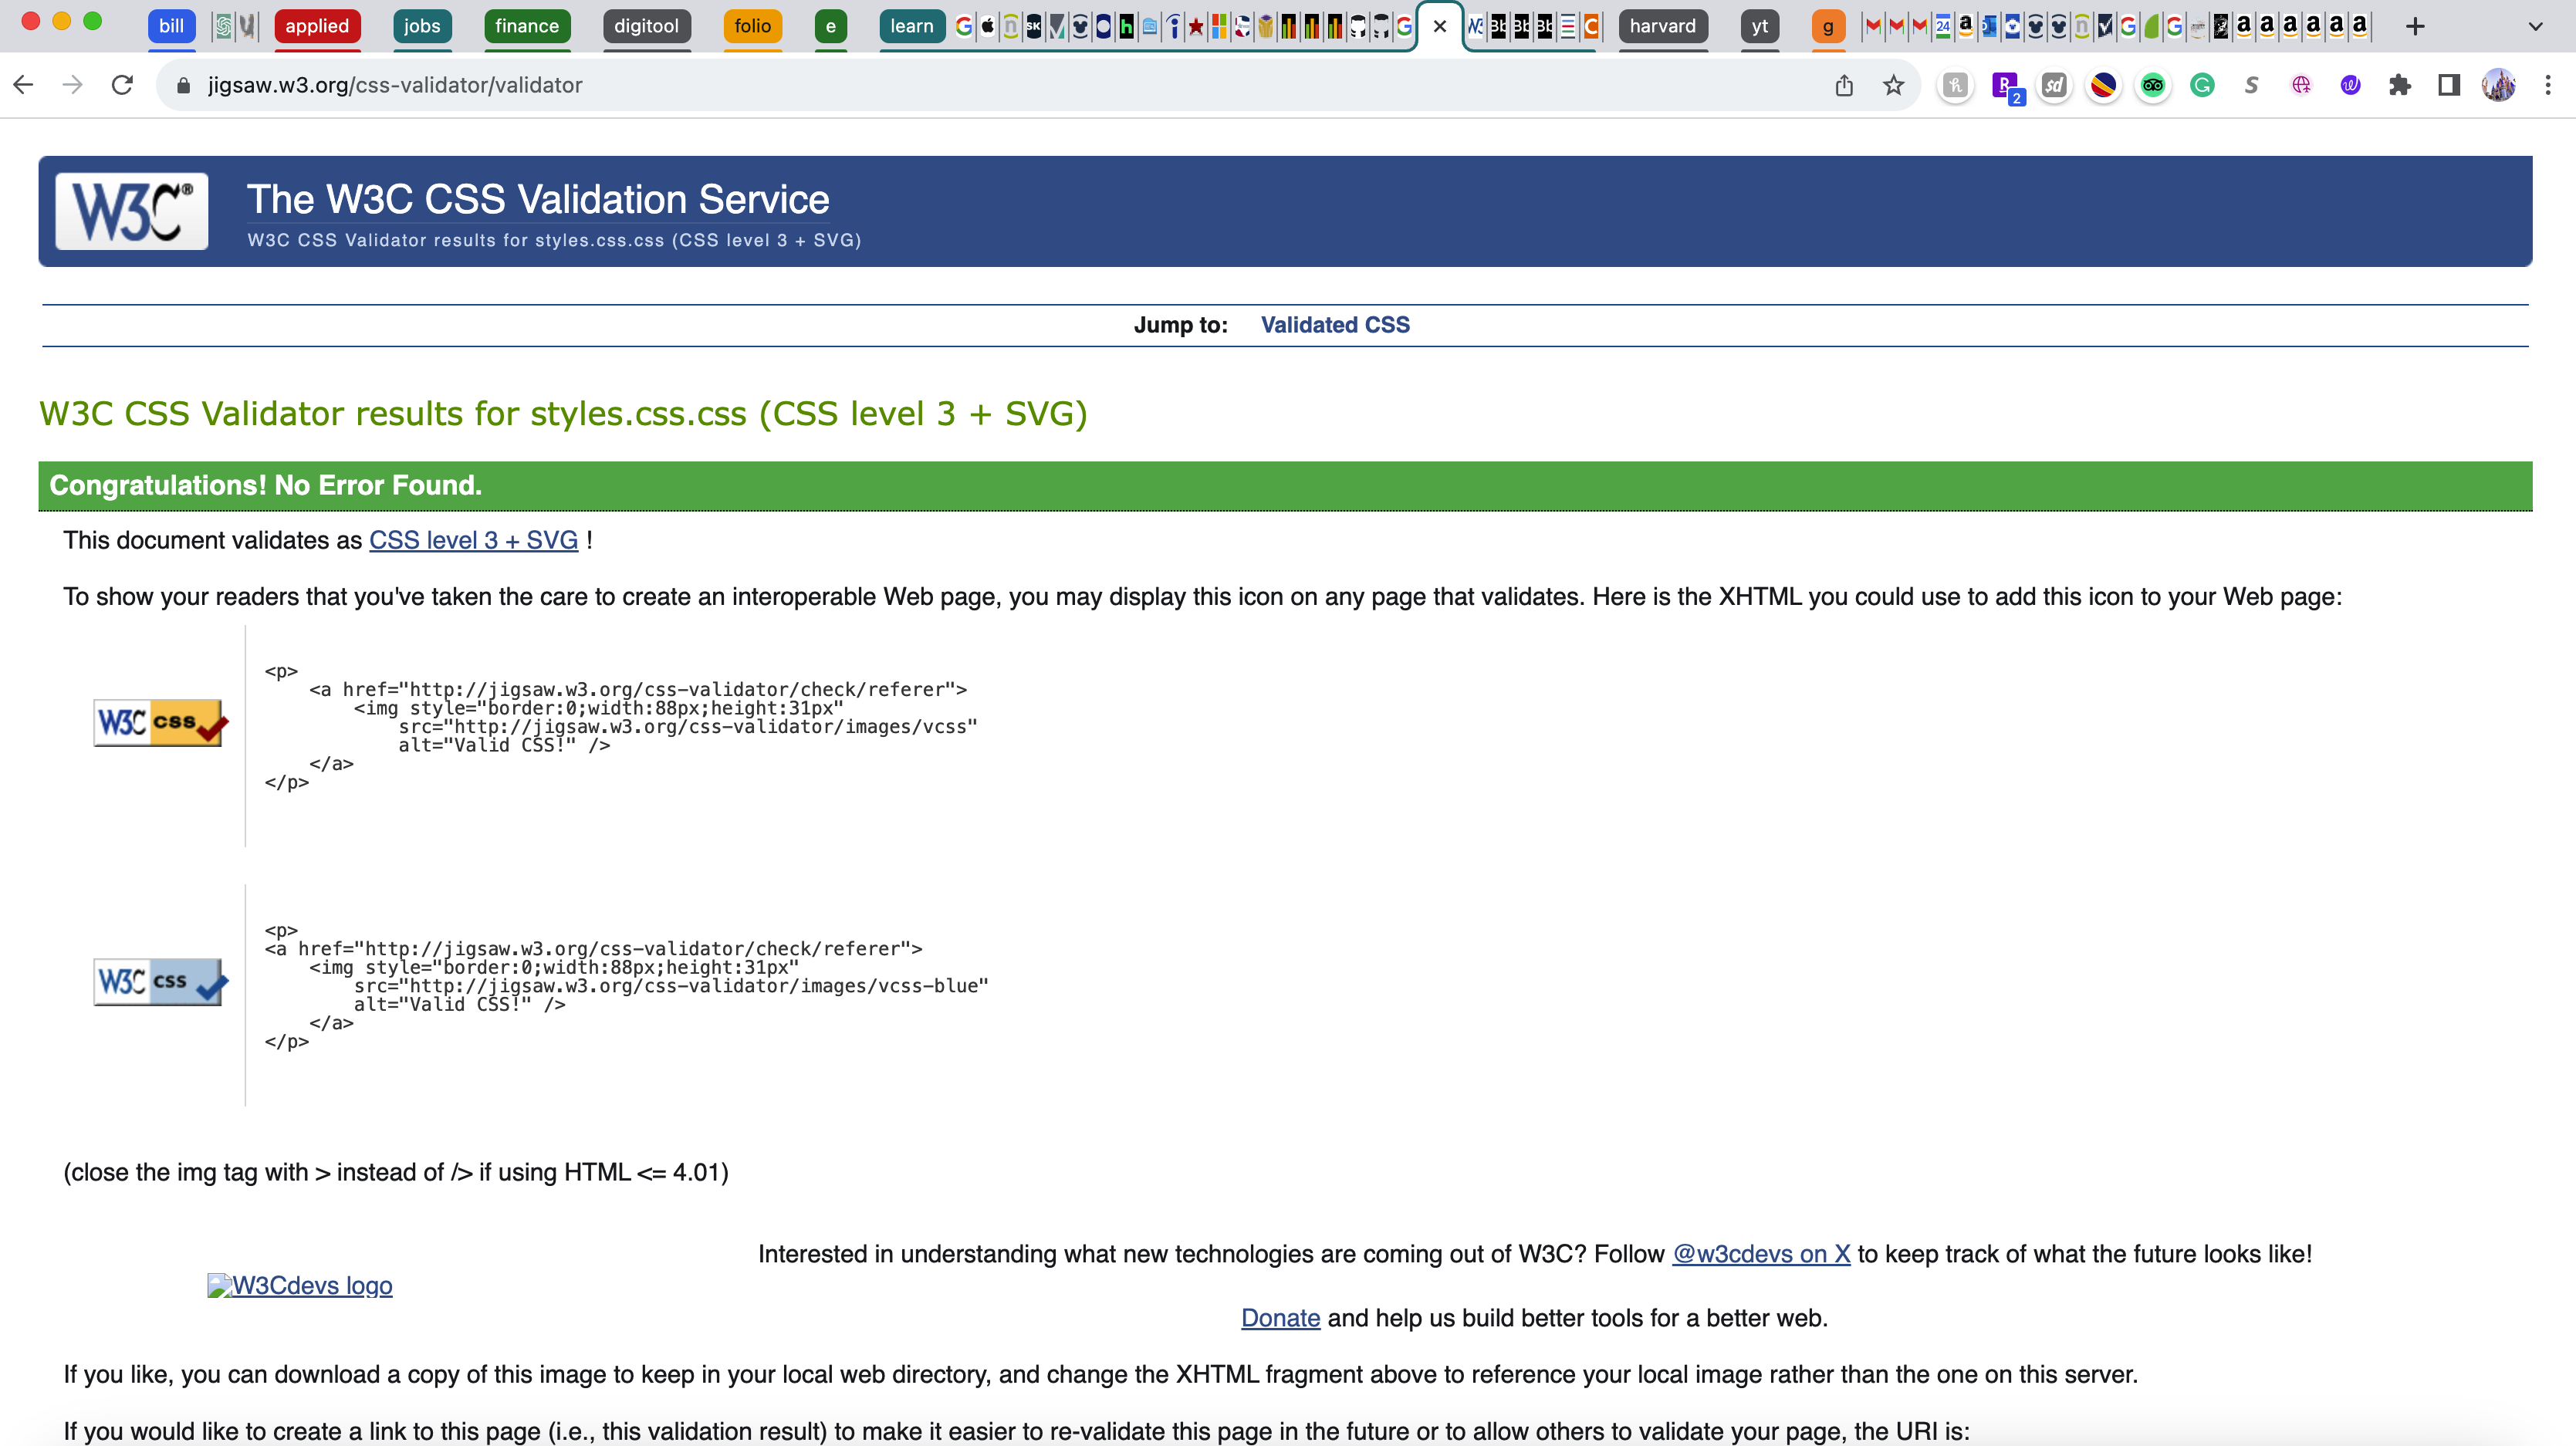 bill applied jobs finance digitool folio e learn harvard yt g
jigsaw.w3.org/css-validator/validator
2
W3C® The W3C CSS Validation Service
W3C CSS Validator results for styles.css.css (CSS level 3 + SVG)
Jump to: Validated CSS
W3C CSS Validator results for styles.css.css (CSS level 3 + SVG)
Congratulations! No Error Found.
This document validates as CSS level 3 + SVG !
To show your readers that you've taken the care to create an interoperable Web page, you may display this icon on any page that validates. Here is the XHTML you could use to add this icon to your Web page:
W3C css
<p>
<a href="http://jigsaw.w3.org/css-validator/check/referer">
<img style="border:0;width:88px;height:31px"
src="http://jigsaw.w3.org/css-validator/images/vcss"
alt="Valid CSS!" />
</a>
</p>
W3C css
<p>
<a href="http://jigsaw.w3.org/css-validator/check/referer">
<img style="border:0;width:88px;height:31px"
src="http://jigsaw.w3.org/css-validator/images/vcss-blue"
alt="Valid CSS!" />
</a>
</p>
(close the img tag with > instead of /> if using HTML <= 4.01)
Interested in understanding what new technologies are coming out of W3C? Follow @w3cdevs on X to keep track of what the future looks like!
W3Cdevs logo
Donate and help us build better tools for a better web.
If you like, you can download a copy of this image to keep in your local web directory, and change the XHTML fragment above to reference your local image rather than the one on this server.
If you would like to create a link to this page (i.e., this validation result) to make it easier to re-validate this page in the future or to allow others to validate your page, the URI is: